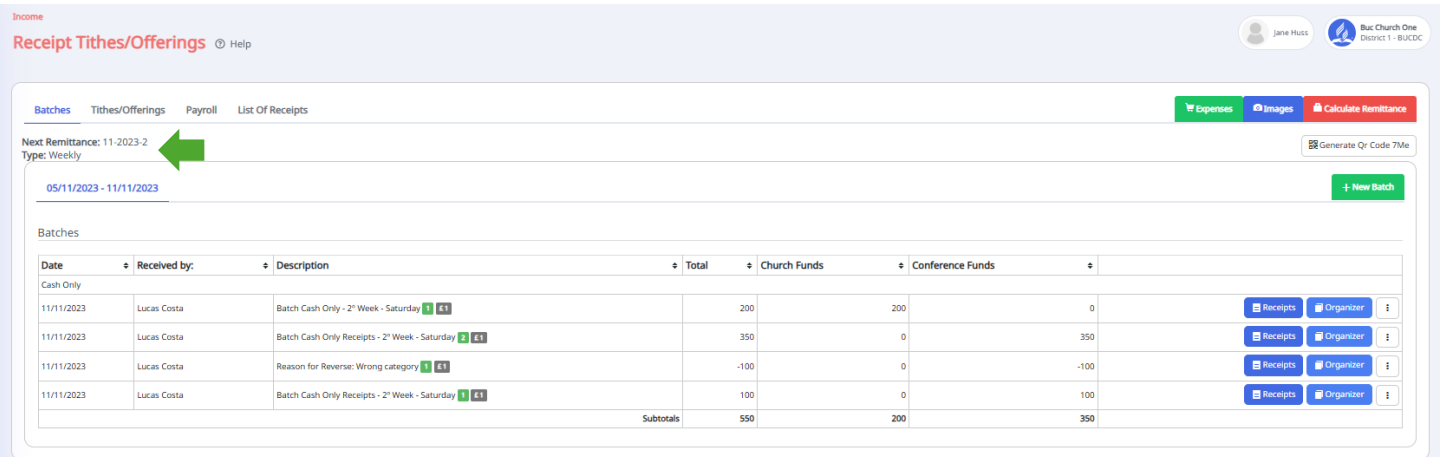 Income
Receipt Tithes/Offerings ? Help
Jane Huss
Buc Church One
District 1 - BUCDC
Batches Tithes/Offerings Payroll List Of Receipts
Expenses Images Calculate Remittance
Next Remittance: 11-2023-2
Type: Weekly
Generate Qr Code 7Me
05/11/2023 - 11/11/2023
+ New Batch
Batches
Date Received by: Description Total Church Funds Conference Funds
Cash Only
11/11/2023 Lucas Costa Batch Cash Only - 2º Week - Saturday 1 £1 200 200 0 Receipts Organizer
11/11/2023 Lucas Costa Batch Cash Only Receipts - 2º Week - Saturday 2 £1 350 0 350 Receipts Organizer
11/11/2023 Lucas Costa Reason for Reverse: Wrong category 1 £1 -100 0 -100 Receipts Organizer
11/11/2023 Lucas Costa Batch Cash Only Receipts - 2º Week - Saturday 1 £1 100 0 100 Receipts Organizer
Subtotals 550 200 350